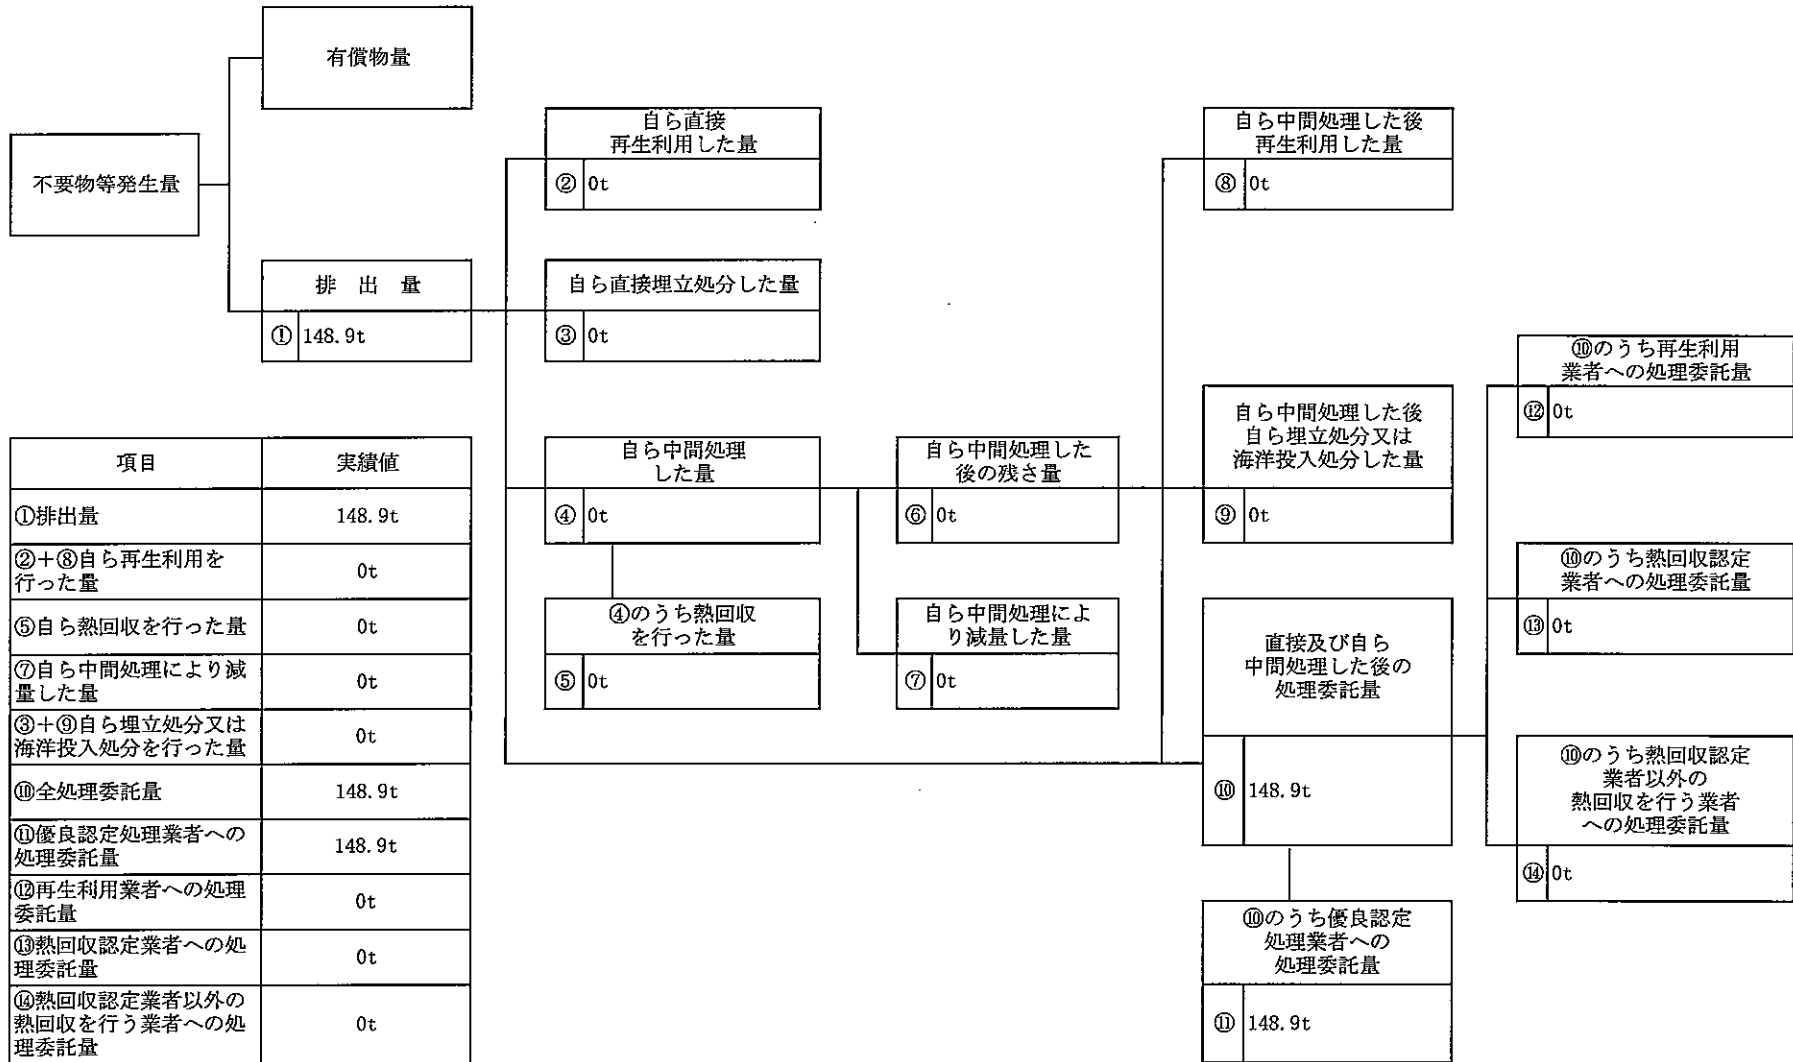 有償物量
不要物等発生量
排 出 量
① 148.9t
自ら直接
再生利用した量
② 0t
自ら直接埋立処分した量
③ 0t
自ら中間処理
した量
④ 0t
④のうち熱回収
を行った量
⑤ 0t
自ら中間処理した
後の残さ量
⑥ 0t
自ら中間処理によ
り減量した量
⑦ 0t
自ら中間処理した後
再生利用した量
⑧ 0t
自ら中間処理した後
自ら埋立処分又は
海洋投入処分した量
⑨ 0t
直接及び自ら
中間処理した後の
処理委託量
⑩ 148.9t
⑩のうち優良認定
処理業者への
処理委託量
⑪ 148.9t
⑩のうち再生利用
業者への処理委託量
⑫ 0t
⑩のうち熱回収認定
業者への処理委託量
⑬ 0t
⑩のうち熱回収認定
業者以外の
熱回収を行う業者
への処理委託量
⑭ 0t
項目 実績値
①排出量 148.9t
②+⑧自ら再生利用を
行った量 0t
⑤自ら熱回収を行った量 0t
⑦自ら中間処理により減
量した量 0t
③+⑨自ら埋立処分又は
海洋投入処分を行った量 0t
⑩全処理委託量 148.9t
⑪優良認定処理業者への
処理委託量 148.9t
⑫再生利用業者への処理
委託量 0t
⑬熱回収認定業者への処
理委託量 0t
⑭熱回収認定業者以外の
熱回収を行う業者への処
理委託量 0t